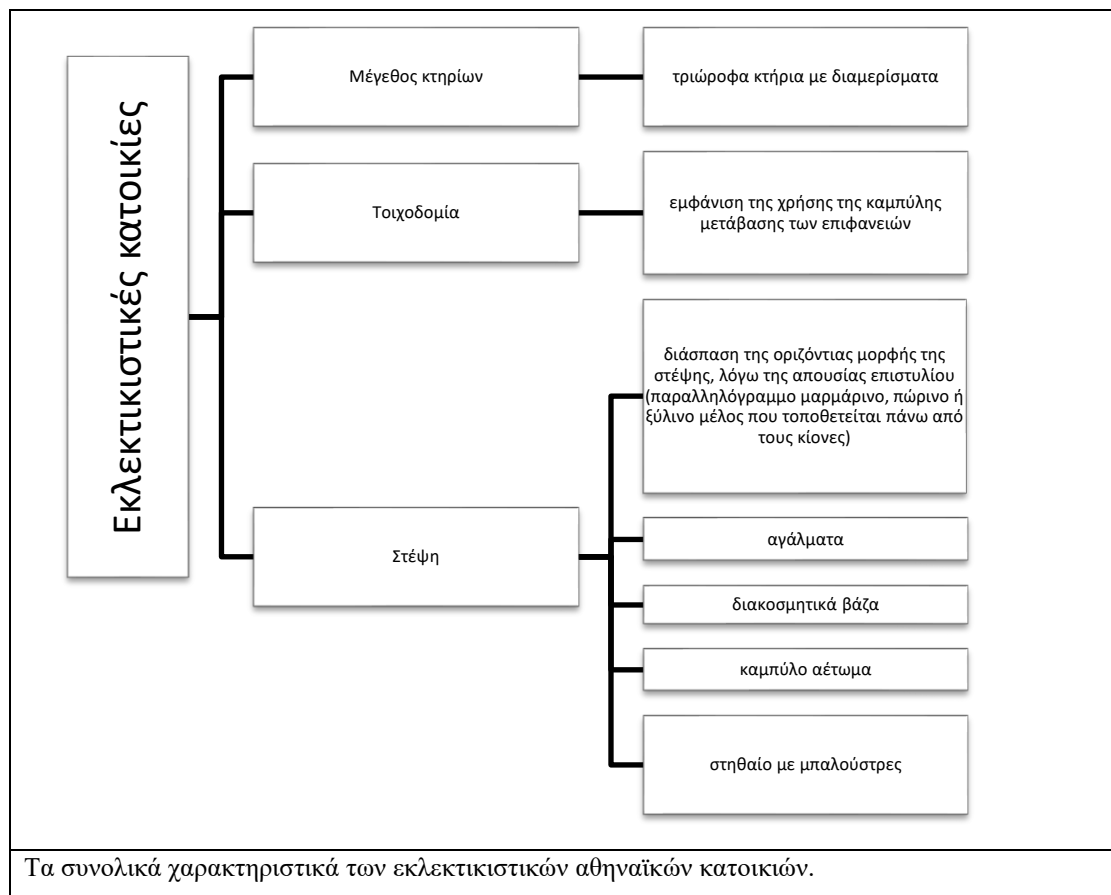 Εκλεκτικιστικές κατοικίες
Μέγεθος κτηρίων
τριώροφα κτήρια με διαμερίσματα
Τοιχοδομία
εμφάνιση της χρήσης της καμπύλης
μετάβασης των επιφανειών
Στέψη
διάσπαση της οριζόντιας μορφής της
στέψης, λόγω της απουσίας επιστυλίου
(παραλληλόγραμμο μαρμάρινο, πώρινο ή
ξύλινο μέλος που τοποθετείται πάνω από
τους κίονες)
αγάλματα
διακοσμητικά βάζα
καμπύλο αέτωμα
στηθαίο με μπαλούστρες
Τα συνολικά χαρακτηριστικά των εκλεκτικιστικών αθηναϊκών κατοικιών.